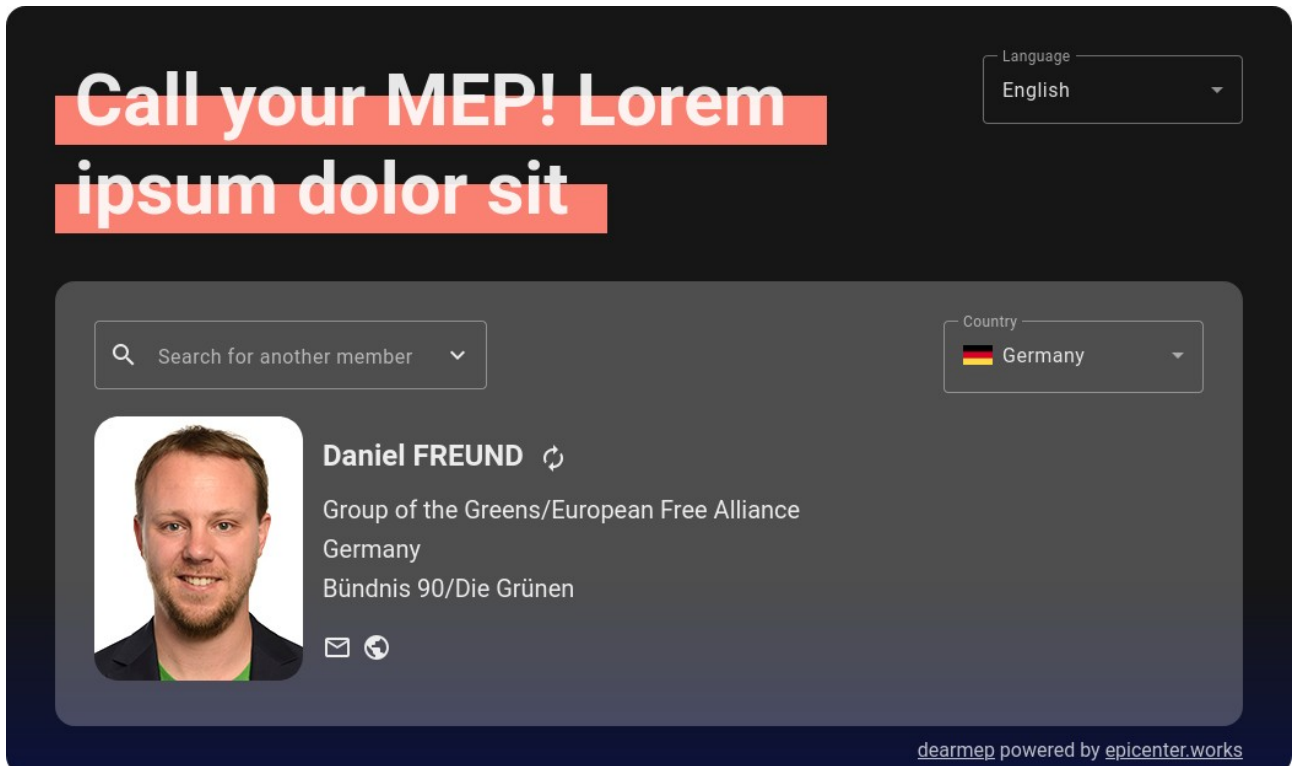 Call your MEP! Lorem
ipsum dolor sit
Language
English
Search for another member
Country
Germany
Daniel FREUND
Group of the Greens/European Free Alliance
Germany
Bündnis 90/Die Grünen
dearmep powered by epicenter.works